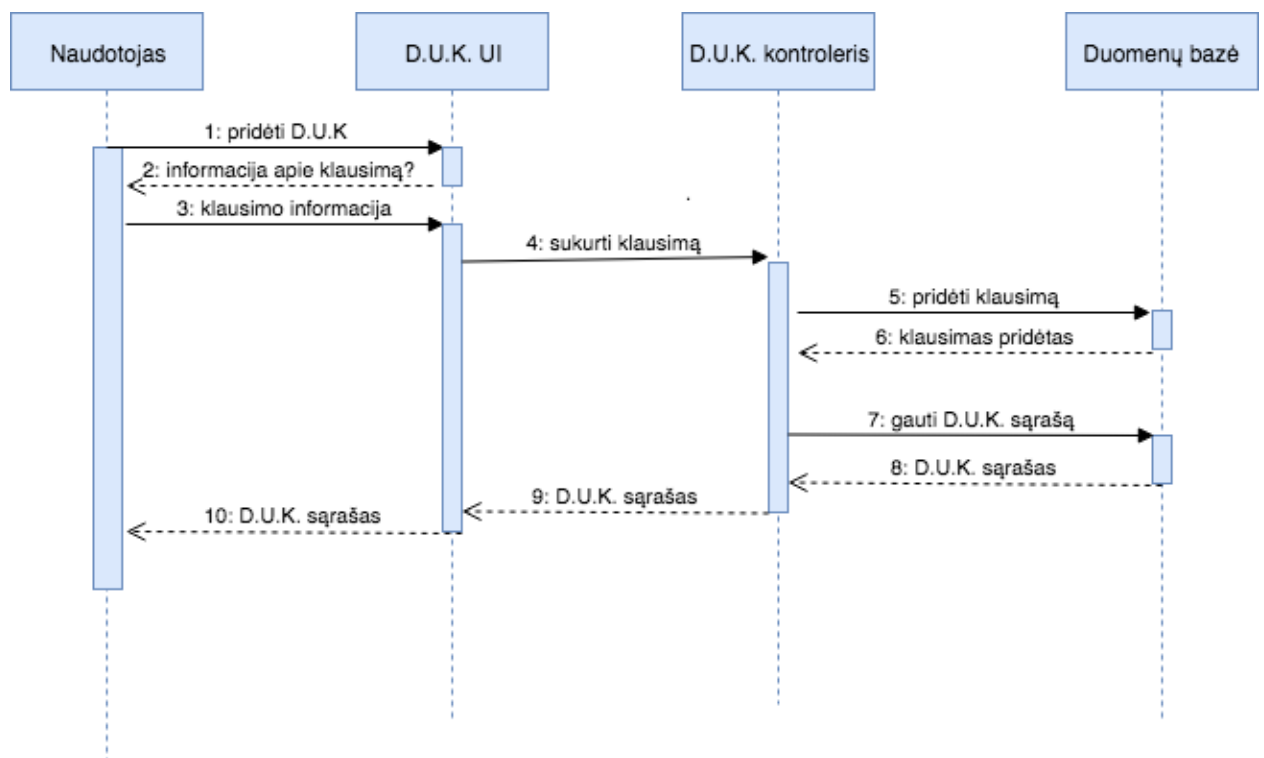 Naudotojas
D.U.K. UI
D.U.K. kontroleris
Duomenų bazė
1: pridėti D.U.K
2: informacija apie klausimą?
3: klausimo informacija
4: sukurti klausimą
5: pridėti klausimą
6: klausimas pridėtas
7: gauti D.U.K. sąrašą
8: D.U.K. sąrašas
9: D.U.K. sąrašas
10: D.U.K. sąrašas